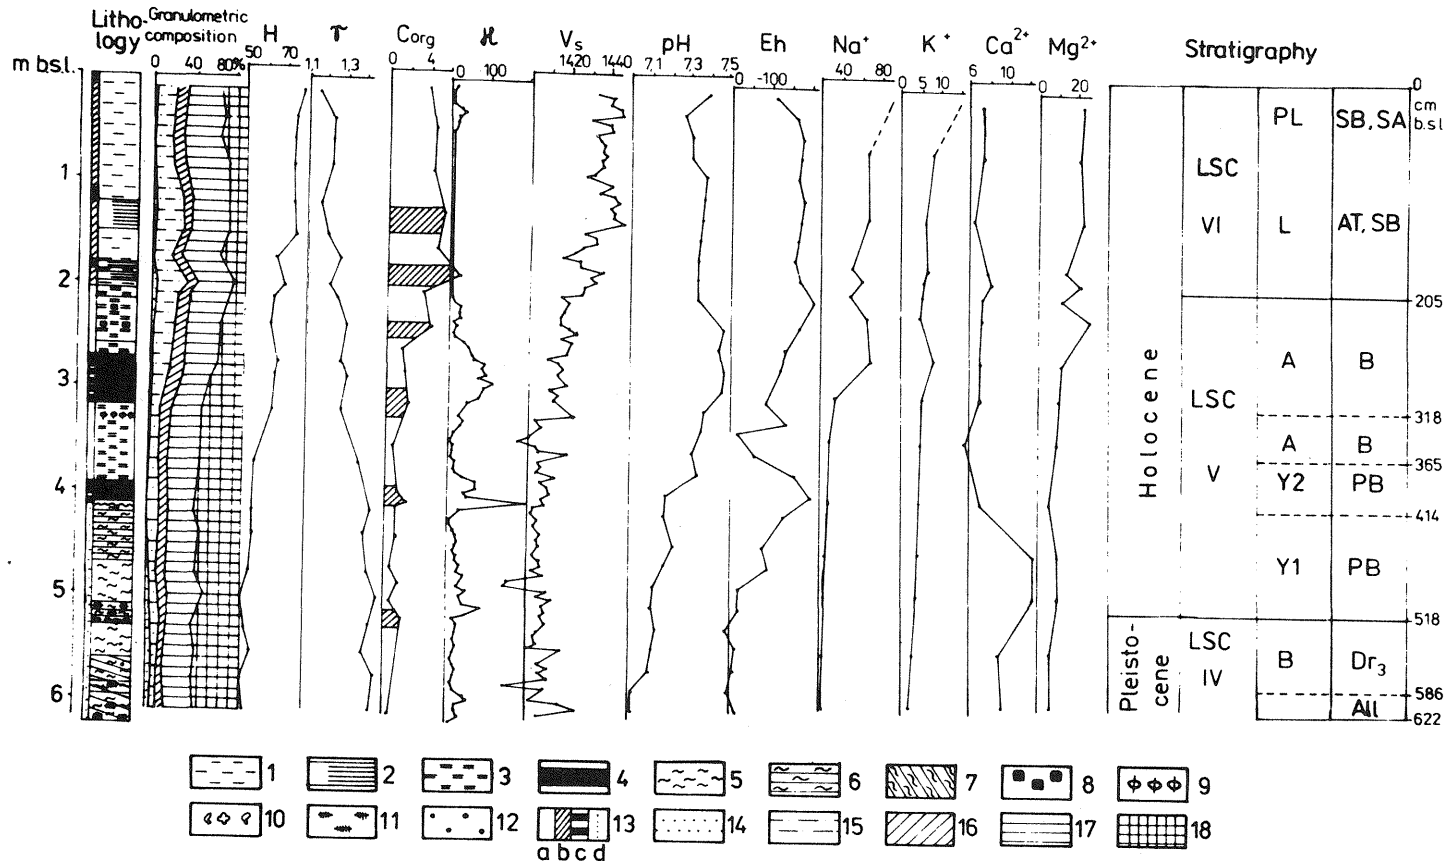 Litho- Granulometric H ɤ Corg ϰ Vs pH Eh Na⁺ K⁺ Ca²⁺ Mg²⁺ Stratigraphy
logy composition
m b.s.l. 0 40 80% 50 70 1,1 1,3 0 4 0 100 1420 1440 7,1 7,3 7,5 0 -100 40 80 0 5 10 6 10 0 20
0
cm
b.s.l
PL SB, SA
1
LSC
VI L AT, SB
2
205
3
A B
LSC
318
A B
365
V Y2 PB
4
414
Y1 PB
5
518
LSC
IV B Dr₃
6
586
All
622
Holocene
Pleisto-
cene
1 2 3 4 5 6 7 8 9
10 11 12 13 14 15 16 17 18
a b c d